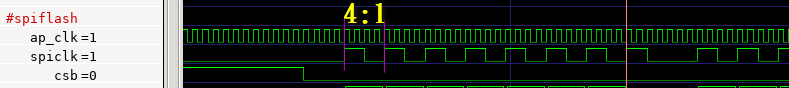 4:1
#spiflash
ap_clk=1
spiclk=1
csb=0